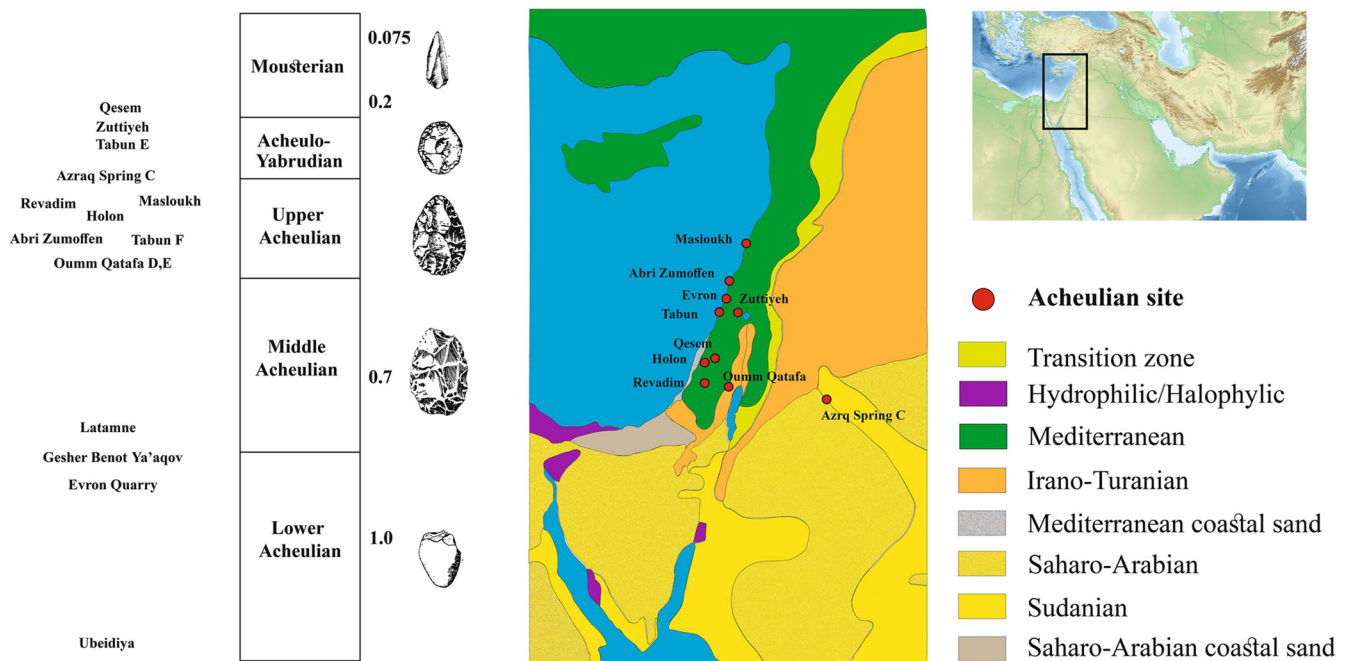 Qesem
Zuttiyeh
Tabun E
Azraq Spring C
Revadim
Masloukh
Holon
Abri Zumoffen
Tabun F
Oumm Qatafa D,E
Latamne
Gesher Benot Ya'aqov
Evron Quarry
Ubeidiya
Mousterian
Acheulo-
Yabrudian
Upper
Acheulian
Middle
Acheulian
Lower
Acheulian
0.075
0.2
0.7
1.0
Masloukh
Abri Zumoffen
Evron
Zuttiyeh
Tabun
Qesem
Holon
Revadim
Oumm Qatafa
Azrq Spring C
Acheulian site
Transition zone
Hydrophilic/Halophylic
Mediterranean
Irano-Turanian
Mediterranean coastal sand
Saharo-Arabian
Sudanian
Saharo-Arabian coastal sand